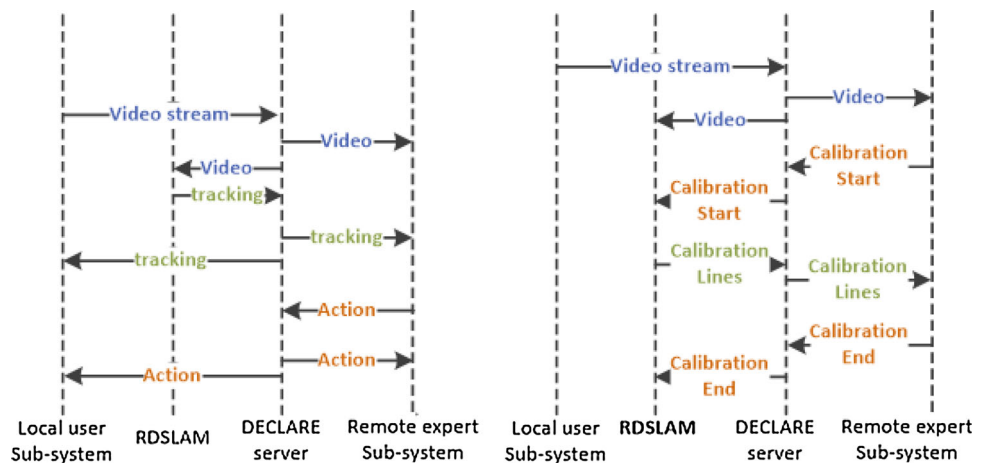 Video stream
Video
Video
tracking
tracking
tracking
Action
Action
Action
Local user
Sub-system
RDSLAM
DECLARE
server
Remote expert
Sub-system
Video stream
Video
Video
Calibration
Start
Calibration
Start
Calibration
Lines
Calibration
Lines
Calibration
End
Calibration
End
Local user
Sub-system
RDSLAM
DECLARE
server
Remote expert
Sub-system